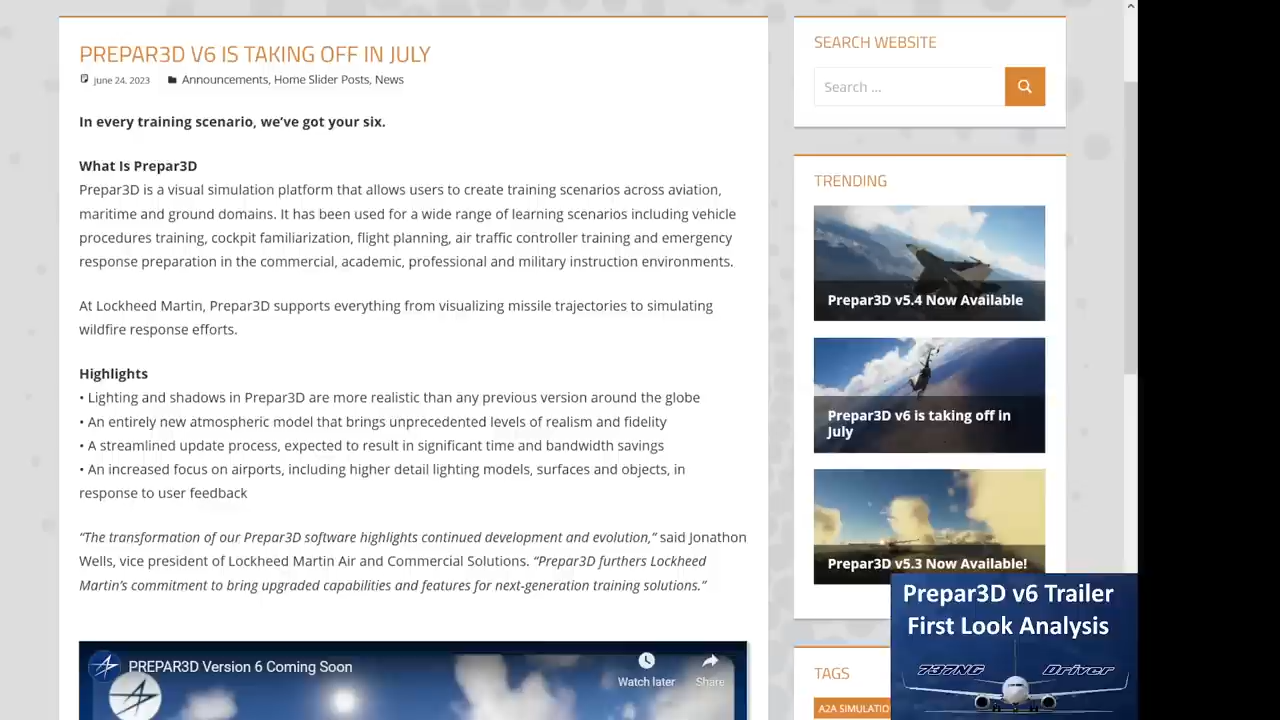 PREPAR3D V6 IS TAKING OFF IN JULY
june 24, 2023 Announcements, Home Slider Posts, News
In every training scenario, we've got your six.
What Is Prepar3D
Prepar3D is a visual simulation platform that allows users to create training scenarios across aviation,
maritime and ground domains. It has been used for a wide range of learning scenarios including vehicle
procedures training, cockpit familiarization, flight planning, air traffic controller training and emergency
response preparation in the commercial, academic, professional and military instruction environments.
At Lockheed Martin, Prepar3D supports everything from visualizing missile trajectories to simulating
wildfire response efforts.
Highlights
• Lighting and shadows in Prepar3D are more realistic than any previous version around the globe
• An entirely new atmospheric model that brings unprecedented levels of realism and fidelity
• A streamlined update process, expected to result in significant time and bandwidth savings
• An increased focus on airports, including higher detail lighting models, surfaces and objects, in
response to user feedback
“The transformation of our Prepar3D software highlights continued development and evolution,” said Jonathon
Wells, vice president of Lockheed Martin Air and Commercial Solutions. “Prepar3D furthers Lockheed
Martin’s commitment to bring upgraded capabilities and features for next-generation training solutions.”
PREPAR3D Version 6 Coming Soon
Watch later
Share
SEARCH WEBSITE
Search ...
TRENDING
Prepar3D v5.4 Now Available
Prepar3D v6 is taking off in
July
Prepar3D v5.3 Now Available!
TAGS
A2A SIMULATIO
Prepar3D v6 Trailer
First Look Analysis
737NG Driver